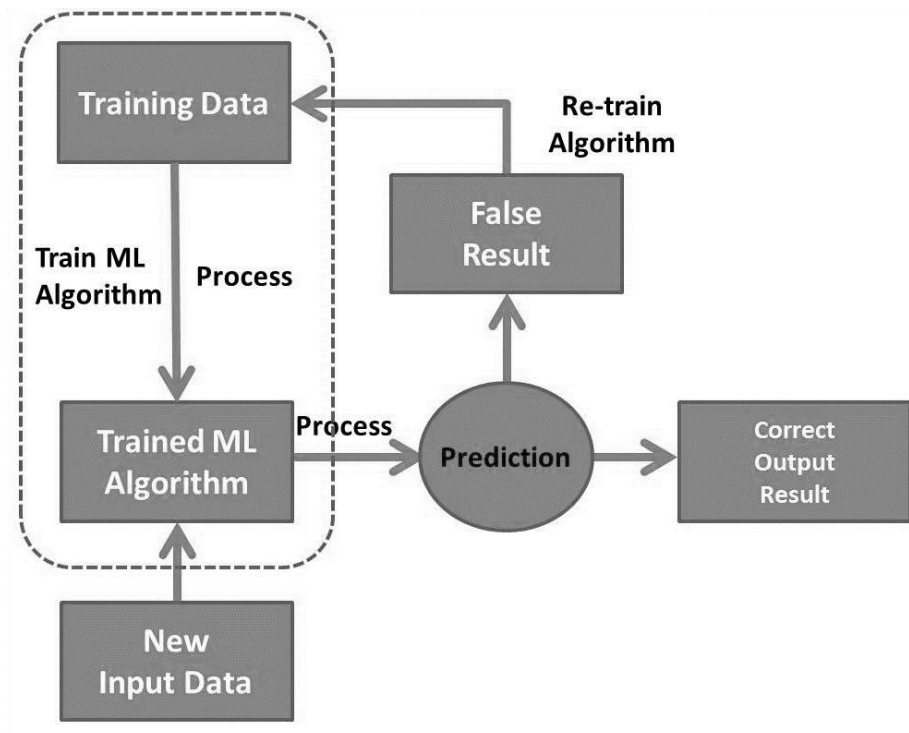 Training Data
Re-train
Algorithm
False
Result
Train ML
Algorithm
Process
Trained ML
Algorithm
Process
Prediction
Correct
Output
Result
New
Input Data